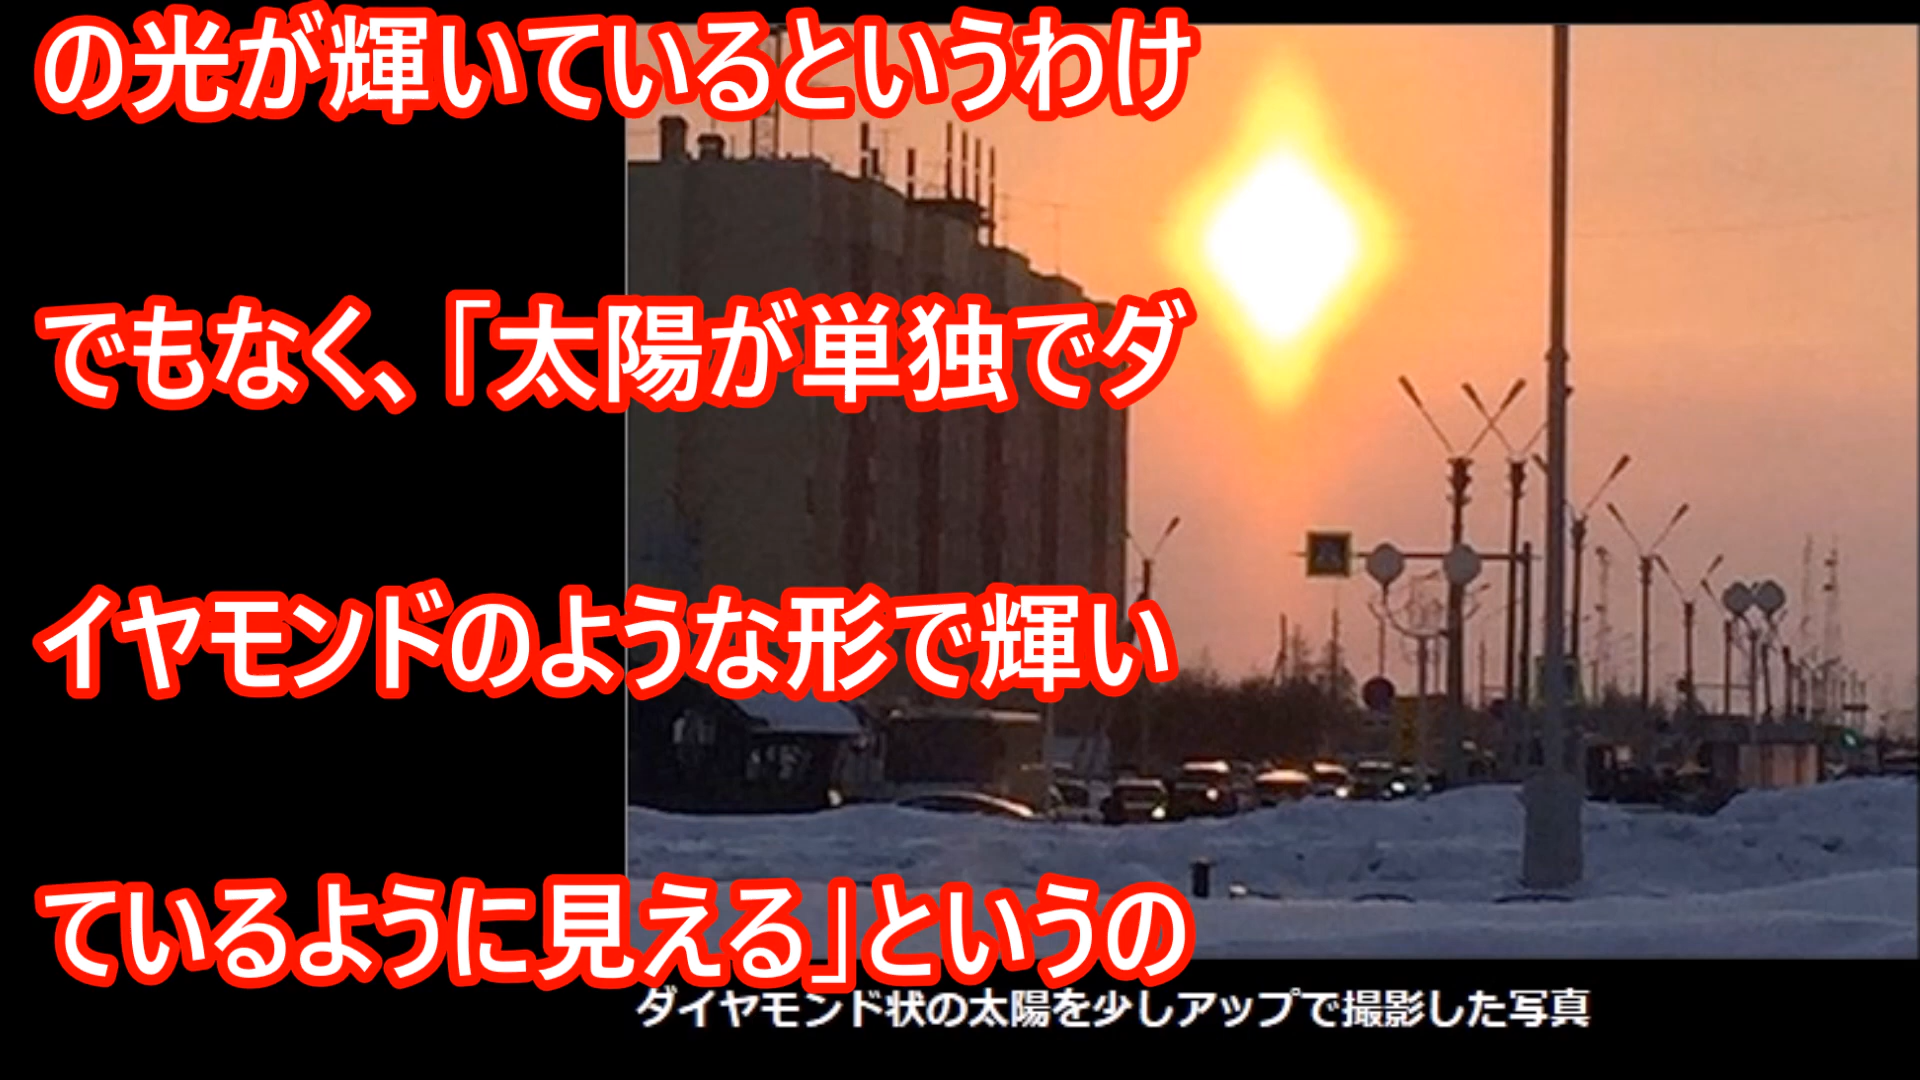 の光が輝いているというわけ
でもなく、「太陽が単独でダ
イヤモンドのような形で輝い
ているように見える」というの
ダイヤモンド状の太陽を少しアップで撮影した写真